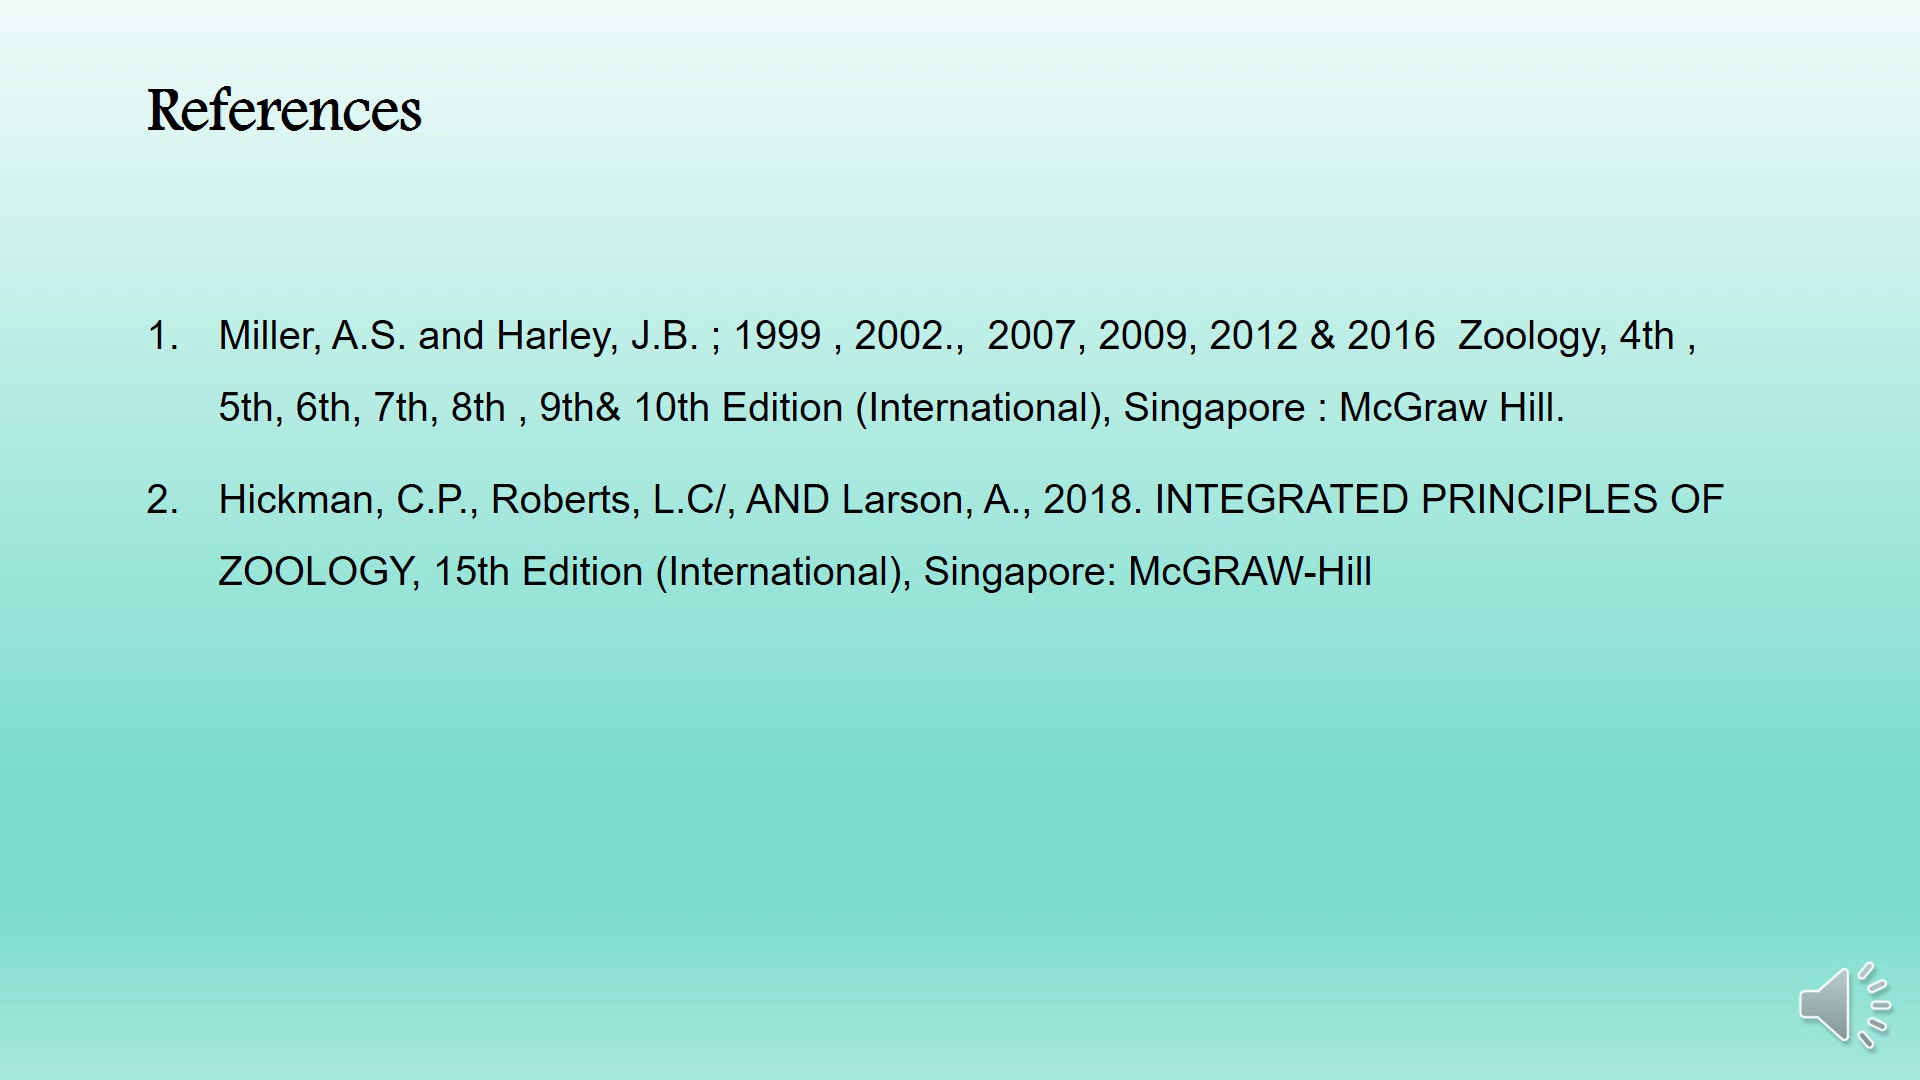 References
1. Miller, A.S. and Harley, J.B. ; 1999 , 2002., 2007, 2009, 2012 & 2016 Zoology, 4th ,
5th, 6th, 7th, 8th , 9th& 10th Edition (International), Singapore : McGraw Hill.
2. Hickman, C.P., Roberts, L.C/, AND Larson, A., 2018. INTEGRATED PRINCIPLES OF
ZOOLOGY, 15th Edition (International), Singapore: McGRAW-Hill